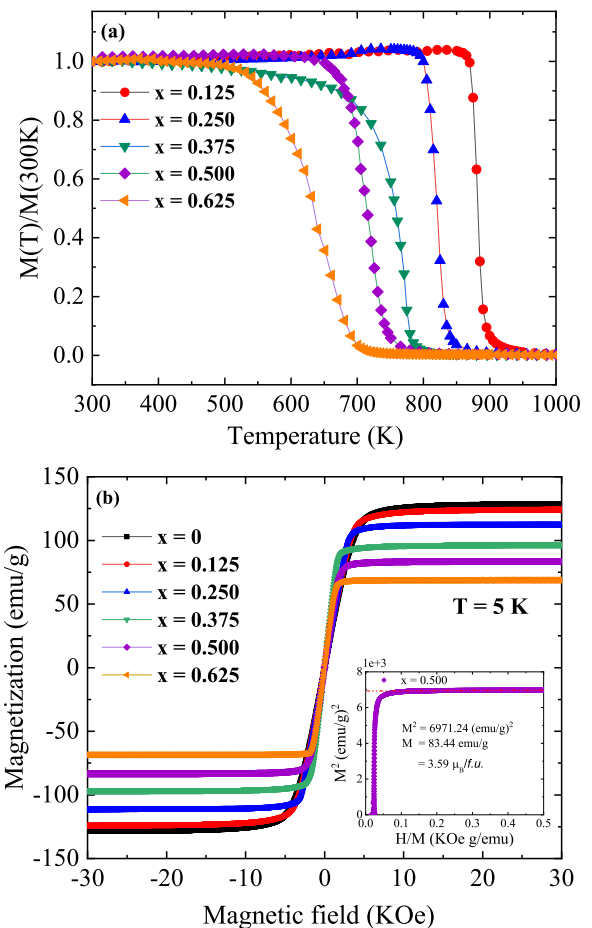 (a)
1.0
0.8
0.6
0.4
0.2
0.0
M(T)/M(300K)
x = 0.125
x = 0.250
x = 0.375
x = 0.500
x = 0.625
300 400 500 600 700 800 900 1000
Temperature (K)
(b)
150
100
50
0
-50
-100
-150
Magnetization (emu/g)
x = 0
x = 0.125
x = 0.250
x = 0.375
x = 0.500
x = 0.625
T = 5 K
8 1e+3
6
4
2
0
M² (emu/g)²
x = 0.500
M² = 6971.24 (emu/g)²
M = 83.44 emu/g
= 3.59 μB/f.u.
0.0 0.1 0.2 0.3 0.4 0.5
H/M (KOe g/emu)
-30 -20 -10 0 10 20 30
Magnetic field (KOe)